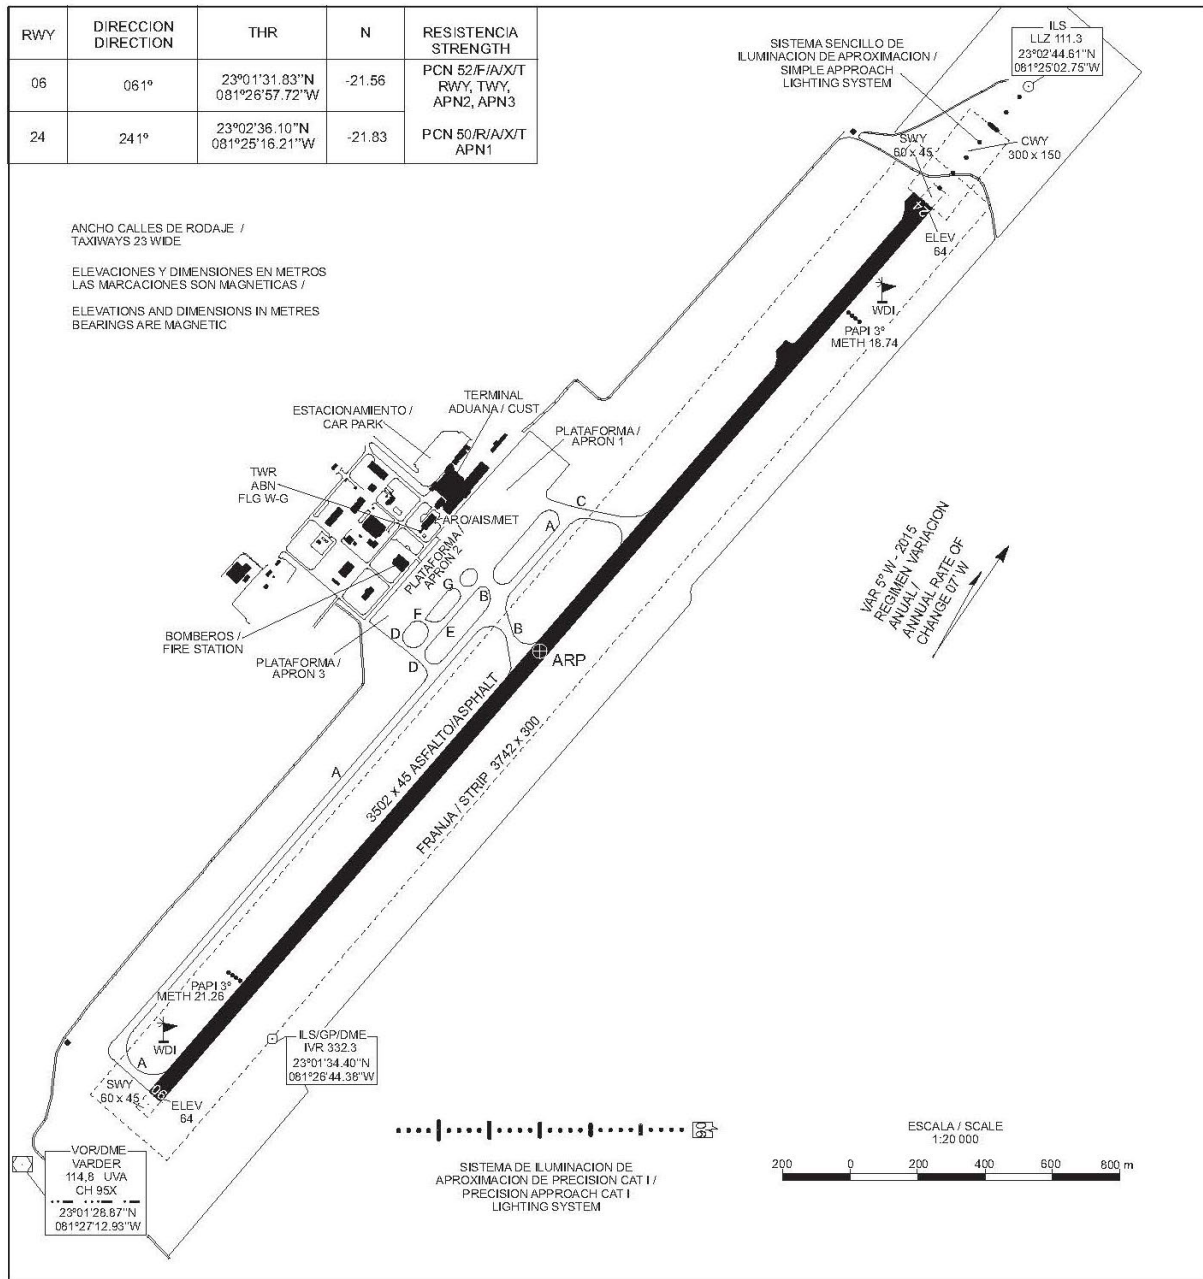 RWY
DIRECCION
DIRECTION
THR
N
RESISTENCIA
STRENGTH
06
061º
23º01'31.83"N
081º26'57.72"W
-21.56
PCN 52/F/A/X/T
RWY, TWY,
APN2, APN3
24
241º
23º02'36.10"N
081º25'16.21"W
-21.83
PCN 50/R/A/X/T
APN1
ANCHO CALLES DE RODAJE /
TAXIWAYS 23 WIDE
ELEVACIONES Y DIMENSIONES EN METROS
LAS MARCACIONES SON MAGNETICAS /
ELEVATIONS AND DIMENSIONS IN METRES
BEARINGS ARE MAGNETIC
SISTEMA SENCILLO DE
ILUMINACION DE APROXIMACION /
SIMPLE APPROACH
LIGHTING SYSTEM
ILS
LLZ 111.3
23º02'44.61"N
081º25'02.75"W
SWY
60 x 45
CWY
300 x 150
24
ELEV
64
WDI
PAPI 3º
METH 18.74
ESTACIONAMIENTO /
CAR PARK
TERMINAL
ADUANA / CUST
PLATAFORMA /
APRON 1
TWR
ABN
FLG W-G
ARO/AIS/MET
PLATAFORMA /
APRON 2
C
A
G
B
F
E
D
B
D
BOMBEROS /
FIRE STATION
PLATAFORMA /
APRON 3
ARP
VAR 5º W - 2015
REGIMEN VARIACION
ANUAL /
ANNUAL RATE OF
CHANGE 07' W
A
3502 x 45 ASFALTO/ASPHALT
FRANJA / STRIP 3742 x 300
PAPI 3º
METH 21.26
WDI
A
SWY
60 x 45
06
ELEV
64
ILS/GP/DME
IVR 332.3
23º01'34.40"N
081º26'44.38"W
VOR/DME
VARDER
114,8 UVA
CH 95X
23º01'28.87"N
081º27'12.93"W
06
SISTEMA DE ILUMINACION DE
APROXIMACION DE PRECISION CAT I /
PRECISION APPROACH CAT I
LIGHTING SYSTEM
ESCALA / SCALE
1:20 000
200 0 200 400 600 800 m